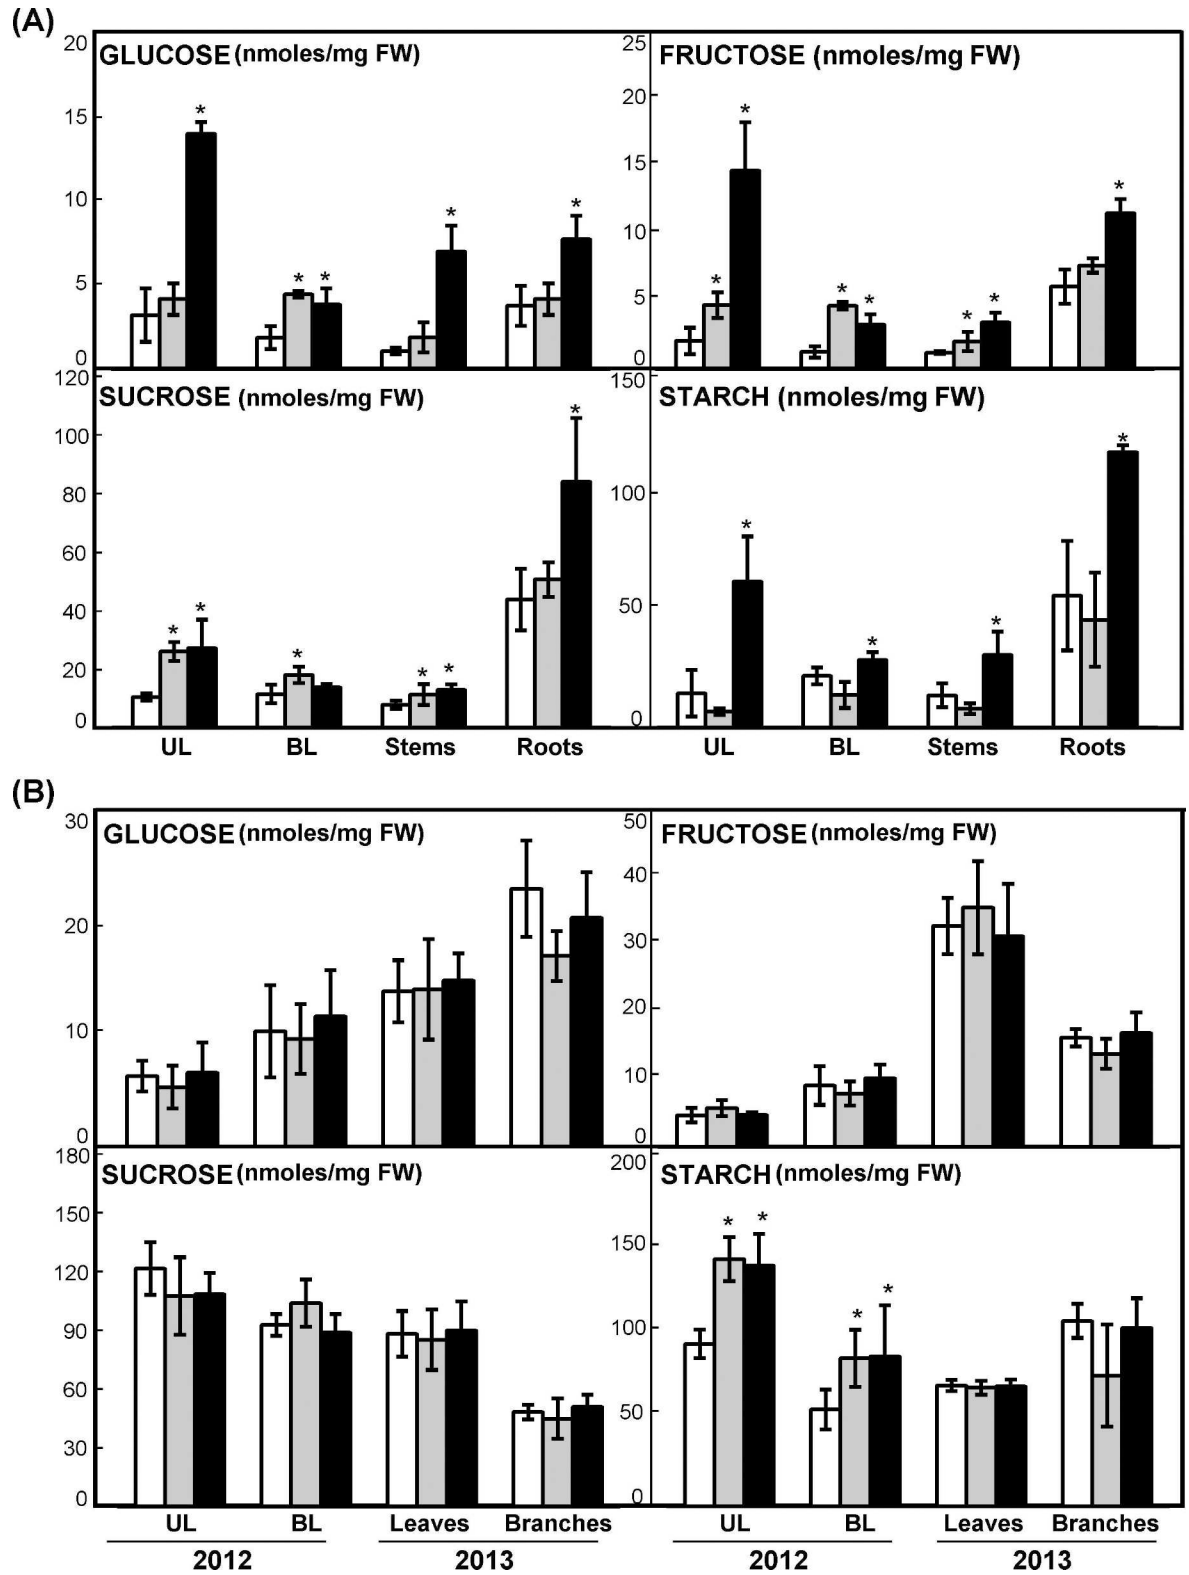 (A)
GLUCOSE (nmoles/mg FW)
20
15
10
5
0
* * * * *
FRUCTOSE (nmoles/mg FW)
25
20
15
10
5
0
* * * * * * *
SUCROSE (nmoles/mg FW)
120
100
80
60
40
20
0
* * * * * *
UL BL Stems Roots
STARCH (nmoles/mg FW)
150
100
50
0
* * * *
UL BL Stems Roots
(B)
GLUCOSE (nmoles/mg FW)
30
20
10
0
FRUCTOSE (nmoles/mg FW)
50
40
30
20
10
0
SUCROSE (nmoles/mg FW)
180
150
120
90
60
30
0
UL BL Leaves Branches
2012 2013
STARCH (nmoles/mg FW)
200
150
100
50
0
* * * *
UL BL Leaves Branches
2012 2013